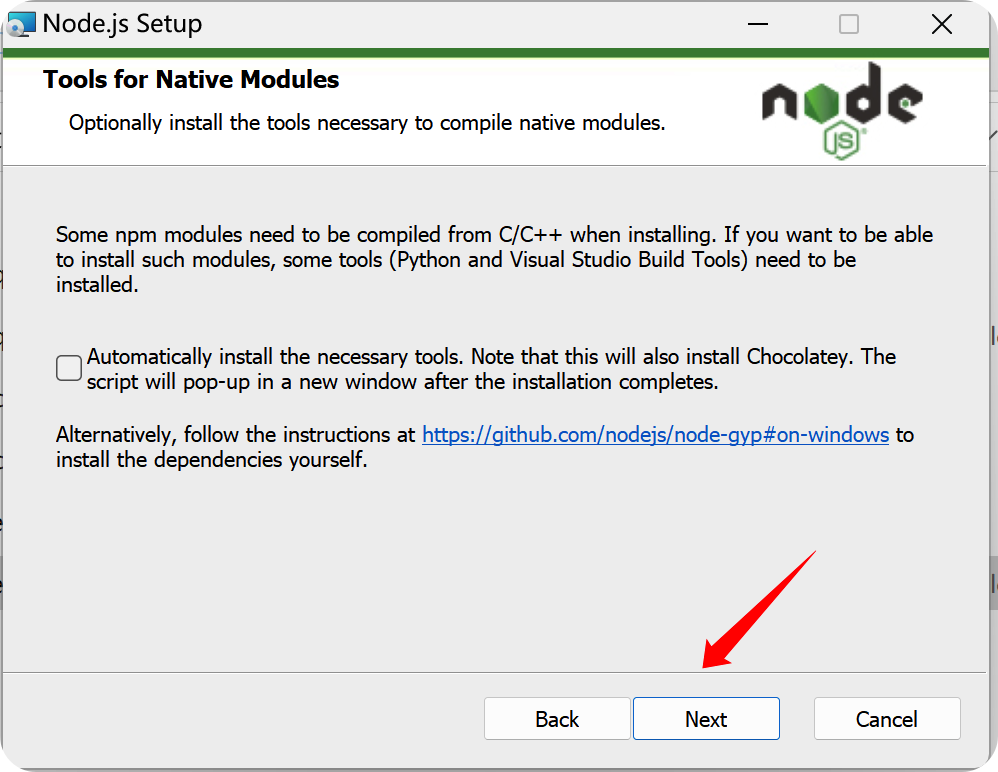 Node.js Setup
Tools for Native Modules
Optionally install the tools necessary to compile native modules.
node
JS
Some npm modules need to be compiled from C/C++ when installing. If you want to be able
to install such modules, some tools (Python and Visual Studio Build Tools) need to be
installed.
Automatically install the necessary tools. Note that this will also install Chocolatey. The
script will pop-up in a new window after the installation completes.
Alternatively, follow the instructions at https://github.com/nodejs/node-gyp#on-windows to
install the dependencies yourself.
Back Next Cancel